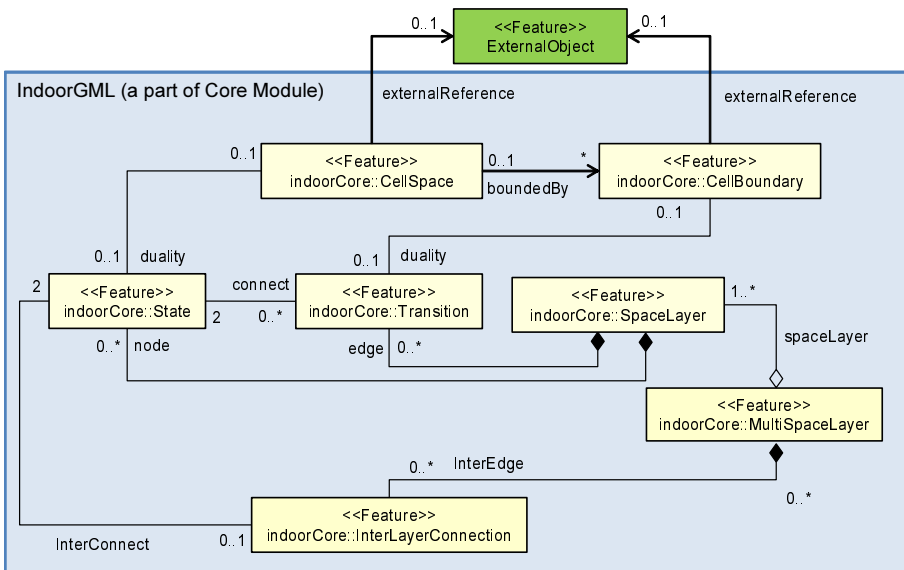 0..1
<<Feature>>
ExternalObject
0..1
IndoorGML (a part of Core Module)
externalReference
externalReference
0..1
<<Feature>>
indoorCore::CellSpace
0..1
*
boundedBy
<<Feature>>
indoorCore::CellBoundary
0..1
0..1
duality
0..1
duality
2
<<Feature>>
indoorCore::State
connect
2
0..*
<<Feature>>
indoorCore::Transition
<<Feature>>
indoorCore::SpaceLayer
1..*
0..*
node
edge
0..*
spaceLayer
<<Feature>>
indoorCore::MultiSpaceLayer
0..*
InterEdge
0..*
<<Feature>>
indoorCore::InterLayerConnection
InterConnect
0..1